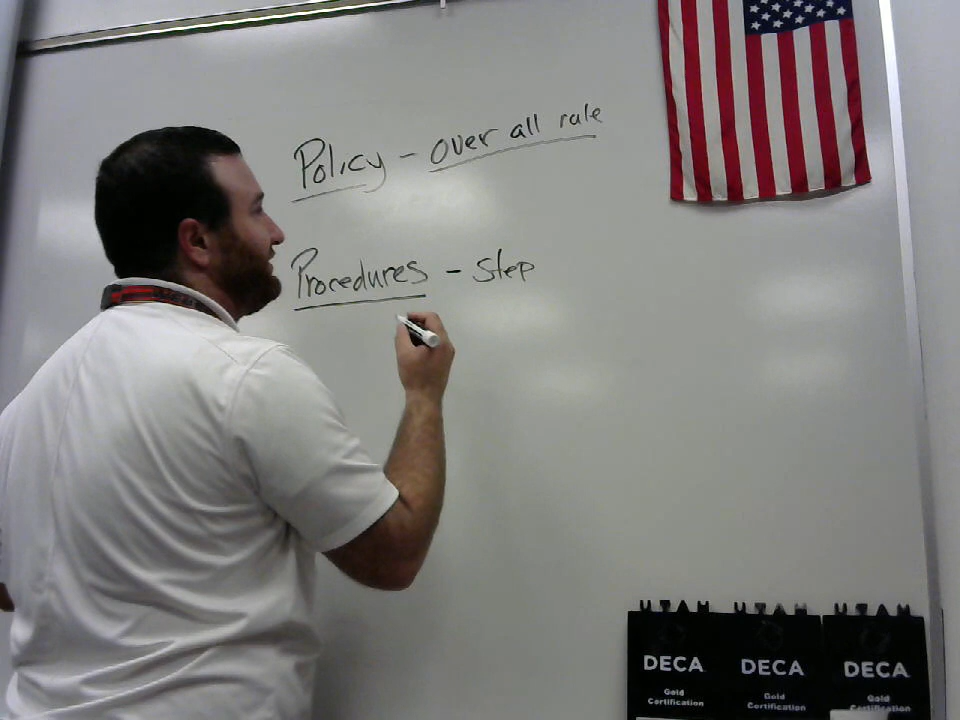 Policy - over all rule
Procedures - Step
UTAH UTAH UTAH
DECA DECA DECA
Gold Gold Gold
Certification Certification Certification